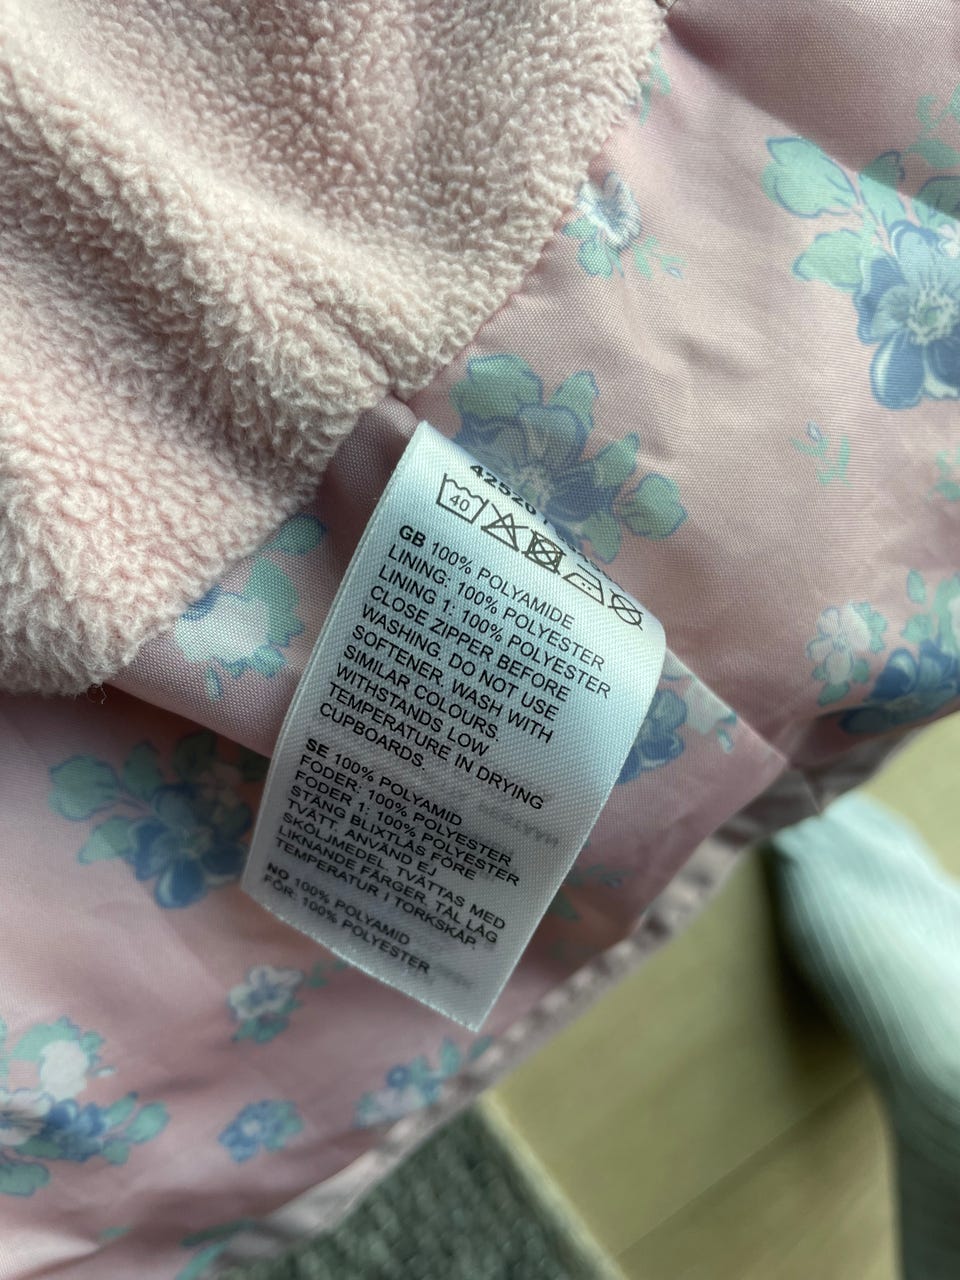 40
GB 100% POLYAMIDE
LINING: 100% POLYESTER
LINING 1: 100% POLYESTER
CLOSE ZIPPER BEFORE
WASHING. DO NOT USE
SOFTENER. WASH WITH
SIMILAR COLOURS.
WITHSTANDS LOW
TEMPERATURE IN DRYING
CUPBOARDS.
SE 100% POLYAMID
FODER: 100% POLYESTER
FODER 1: 100% POLYESTER
STÄNG BLIXTLÅS FÖRE
TVÄTT. ANVÄND EJ
SKÖLJMEDEL. TVÄTTAS MED
LIKNANDE FÄRGER. TÅL LÅG
TEMPERATUR I TORKSKÅP.
NO 100% POLYAMID
FÔR: 100% POLYESTER